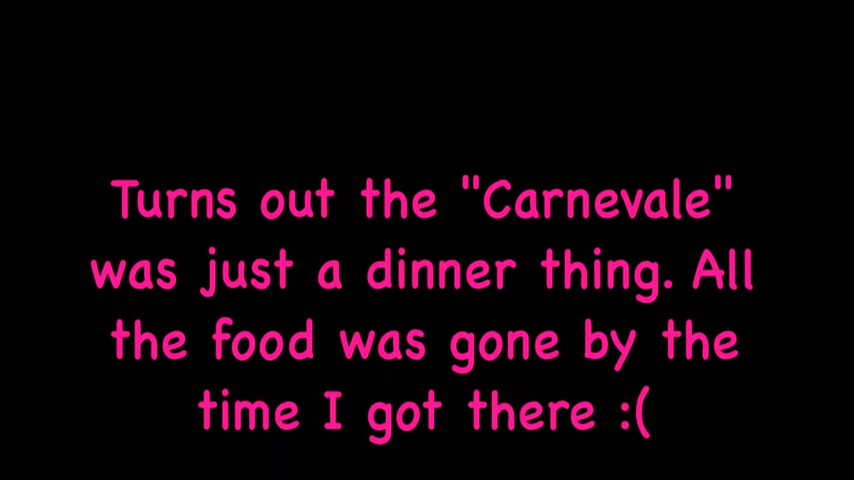 Turns out the "Carnevale"
was just a dinner thing. All
the food was gone by the
time I got there :(